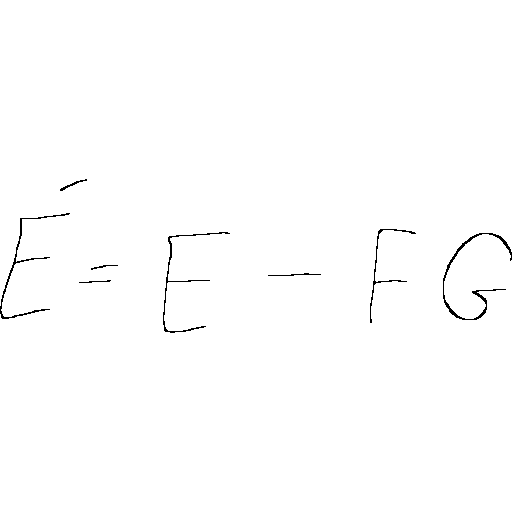 É = E - FG